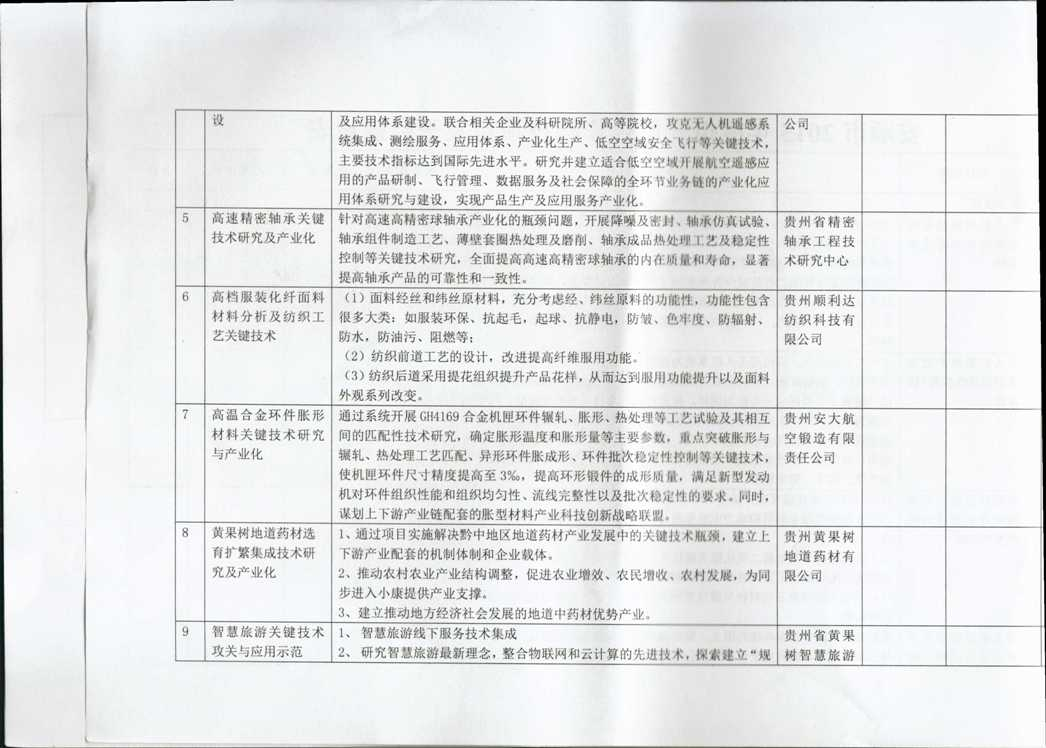 设
及应用体系建设。联合相关企业及科研院所、高等院校，攻克无人机遥感系
统集成、测绘服务、应用体系、产业化生产、低空空域安全飞行等关键技术，
主要技术指标达到国际先进水平。研究并建立适合低空空域开展航空遥感应
用的产品研制、飞行管理、数据服务及社会保障的全环节业务链的产业化应
用体系研究与建设，实现产品生产及应用服务产业化。
公司
5
高速精密轴承关键
技术研究及产业化
针对高速高精密球轴承产业化的瓶颈问题，开展降噪及密封、轴承仿真试验、
轴承组件制造工艺、薄壁套圈热处理及磨削、轴承成品热处理工艺及稳定性
控制等关键技术研究，全面提高高速高精密球轴承的内在质量和寿命，显著
提高轴承产品的可靠性和一致性。
贵州省精密
轴承工程技
术研究中心
6
高档服装化纤面料
材料分析及纺织工
艺关键技术
（1）面料经丝和纬丝原材料，充分考虑经、纬丝原料的功能性，功能性包含
很多大类：如服装环保、抗起毛，起球、抗静电，防皱、色牢度、防辐射、
防水，防油污、阻燃等；
（2）纺织前道工艺的设计，改进提高纤维服用功能。
（3）纺织后道采用提花组织提升产品花样，从而达到服用功能提升以及面料
外观系列改变。
贵州顺利达
纺织科技有
限公司
7
高温合金环件胀形
材料关键技术研究
与产业化
通过系统开展 GH4169 合金机匣环件辗轧、胀形、热处理等工艺试验及其相互
间的匹配性技术研究，确定胀形温度和胀形量等主要参数，重点突破胀形与
辗轧、热处理工艺匹配、异形环件胀成形、环件批次稳定性控制等关键技术，
使机匣环件尺寸精度提高至 3‰，提高环形锻件的成形质量，满足新型发动
机对环件组织性能和组织均匀性、流线完整性以及批次稳定性的要求。同时，
谋划上下游产业链配套的胀型材料产业科技创新战略联盟。
贵州安大航
空锻造有限
责任公司
8
黄果树地道药材选
育扩繁集成技术研
究及产业化
1、通过项目实施解决黔中地区地道药材产业发展中的关键技术瓶颈，建立上
下游产业配套的机制体制和企业载体。
2、推动农村农业产业结构调整，促进农业增效、农民增收、农村发展，为同
步进入小康提供产业支撑。
3、建立推动地方经济社会发展的地道中药材优势产业。
贵州黄果树
地道药材有
限公司
9
智慧旅游关键技术
攻关与应用示范
1、 智慧旅游线下服务技术集成
2、 研究智慧旅游最新理念，整合物联网和云计算的先进技术，探索建立“规
贵州省黄果
树智慧旅游